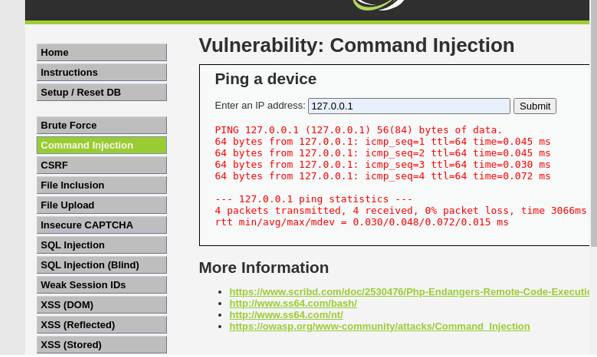 Home
Instructions
Setup / Reset DB
Brute Force
Command Injection
CSRF
File Inclusion
File Upload
Insecure CAPTCHA
SQL Injection
SQL Injection (Blind)
Weak Session IDs
XSS (DOM)
XSS (Reflected)
XSS (Stored)
Vulnerability: Command Injection
Ping a device
Enter an IP address: 127.0.0.1 Submit
PING 127.0.0.1 (127.0.0.1) 56(84) bytes of data.
64 bytes from 127.0.0.1: icmp_seq=1 ttl=64 time=0.045 ms
64 bytes from 127.0.0.1: icmp_seq=2 ttl=64 time=0.045 ms
64 bytes from 127.0.0.1: icmp_seq=3 ttl=64 time=0.030 ms
64 bytes from 127.0.0.1: icmp_seq=4 ttl=64 time=0.072 ms
--- 127.0.0.1 ping statistics ---
4 packets transmitted, 4 received, 0% packet loss, time 3066ms
rtt min/avg/max/mdev = 0.030/0.048/0.072/0.015 ms
More Information
https://www.scribd.com/doc/2530476/Php-Endangers-Remote-Code-Executio
http://www.ss64.com/bash/
http://www.ss64.com/nt/
https://owasp.org/www-community/attacks/Command_Injection